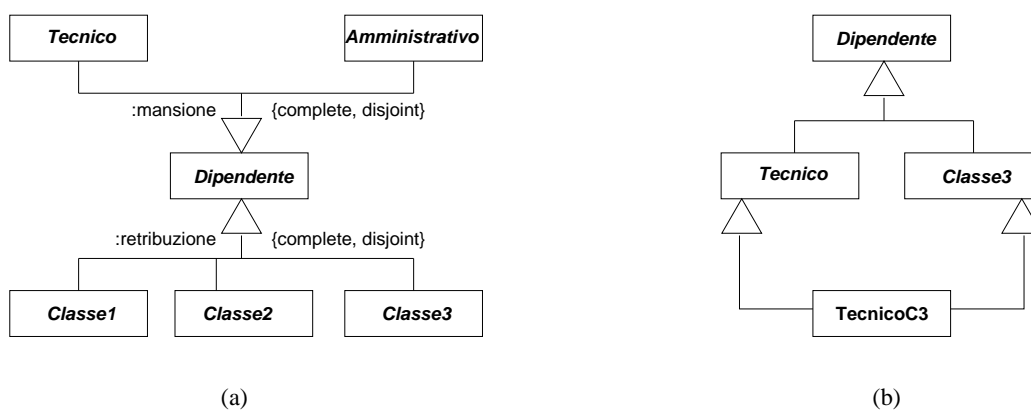 Tecnico
Amministrativo
:mansione
{complete, disjoint}
Dipendente
:retribuzione
{complete, disjoint}
Classe1
Classe2
Classe3
(a)
Dipendente
Tecnico
Classe3
TecnicoC3
(b)